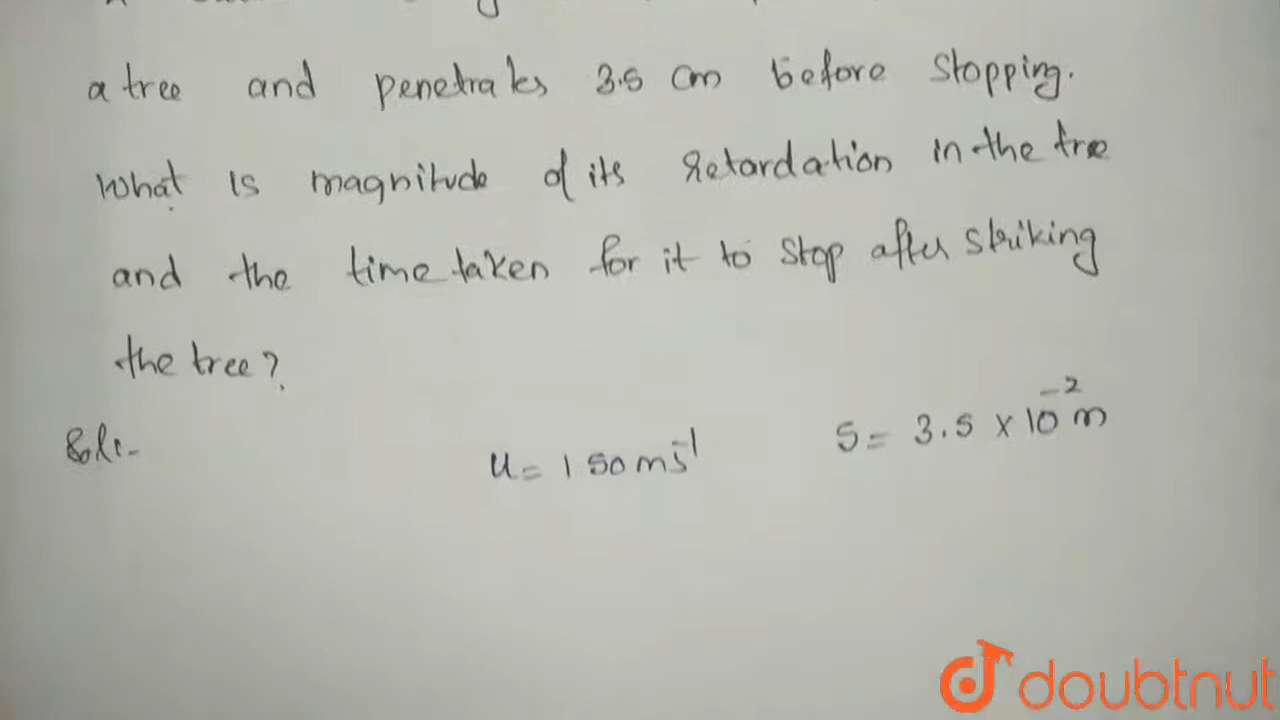 a tree and penetrates 3.5 cm before stopping.
What is magnitude of its retardation in the tree
and the time taken for it to stop after striking
the tree?
Sol:-
u = 150 ms⁻¹
S = 3.5 × 10⁻² m
doubtnut